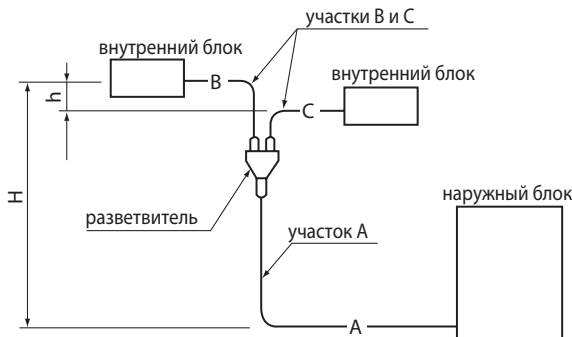 участки B и C
внутренний блок
B
внутренний блок
h
C
H
наружный блок
разветвитель
участок A
A